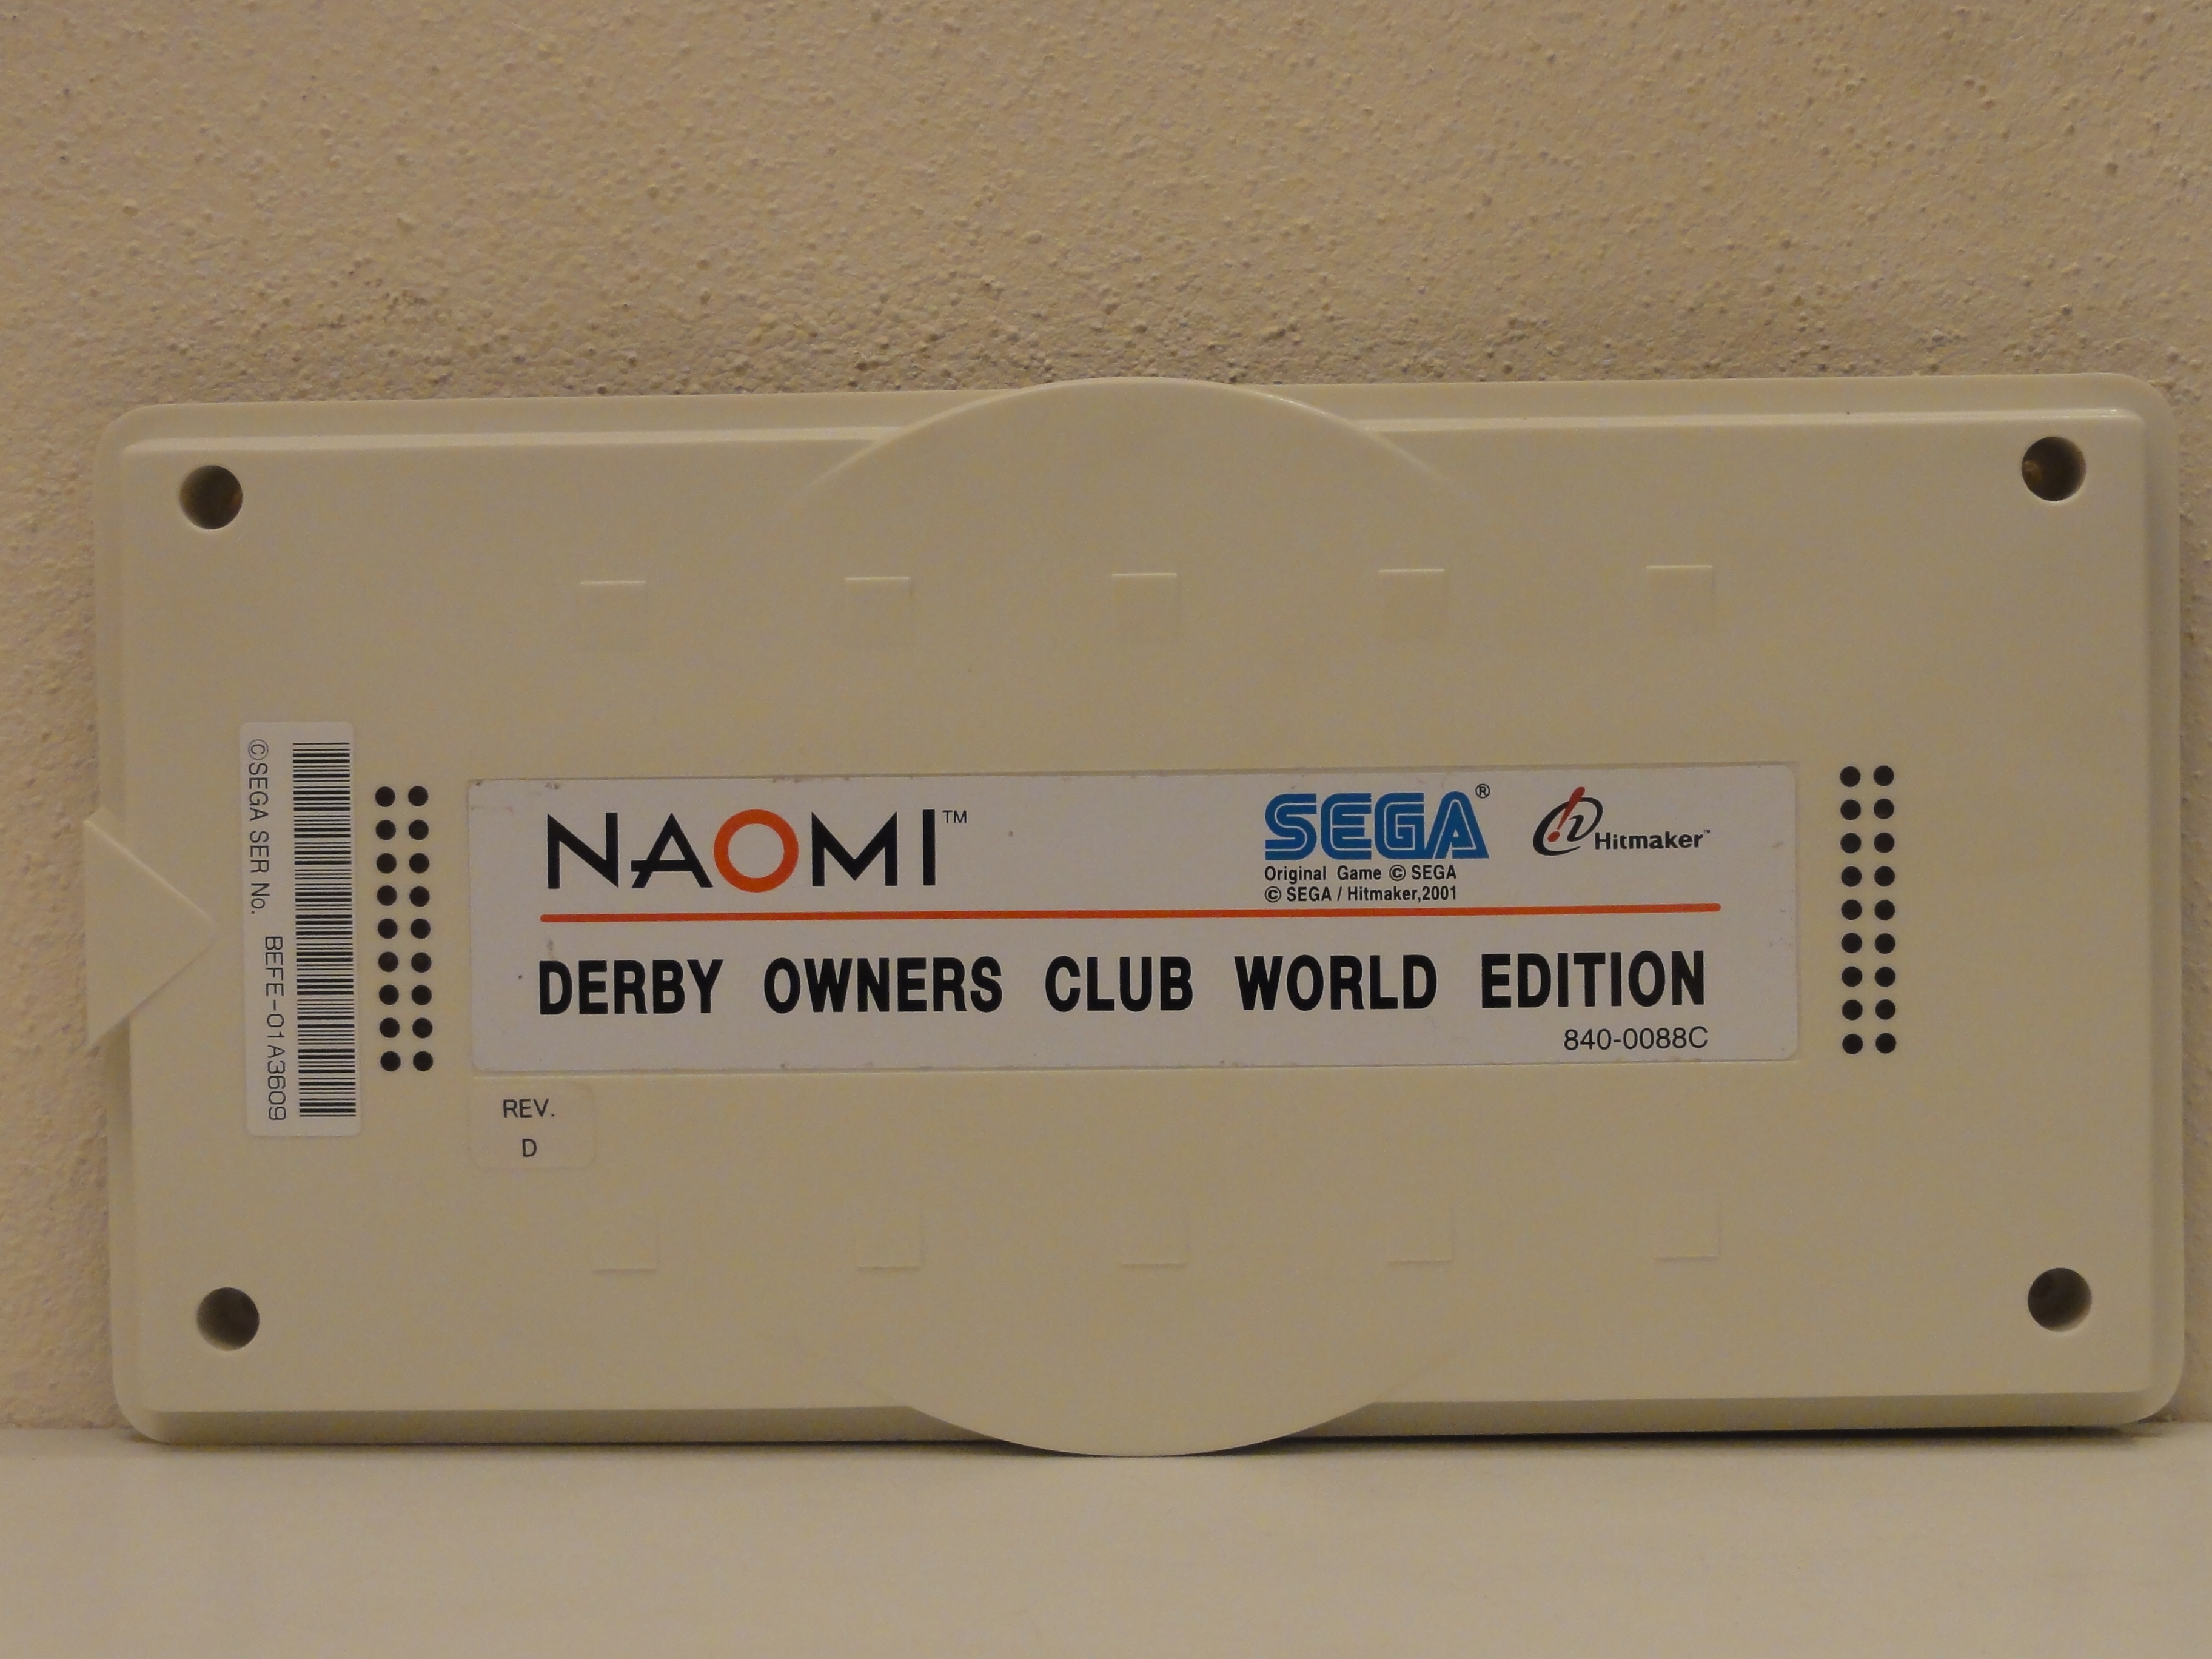 ©SEGA SER No. BEFE-01A3609
NAOMI™
SEGA®
Hitmaker™
Original Game © SEGA
© SEGA / Hitmaker,2001
DERBY OWNERS CLUB WORLD EDITION
840-0088C
REV.
D